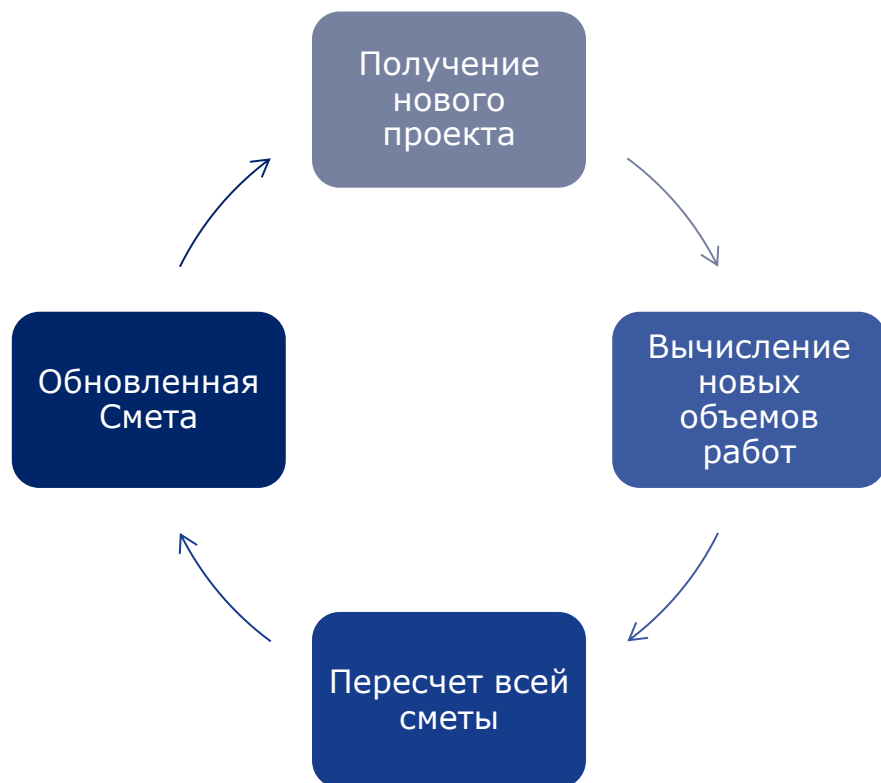 Получение
нового
проекта
Вычисление
новых
объемов
работ
Пересчет всей
сметы
Обновленная
Смета